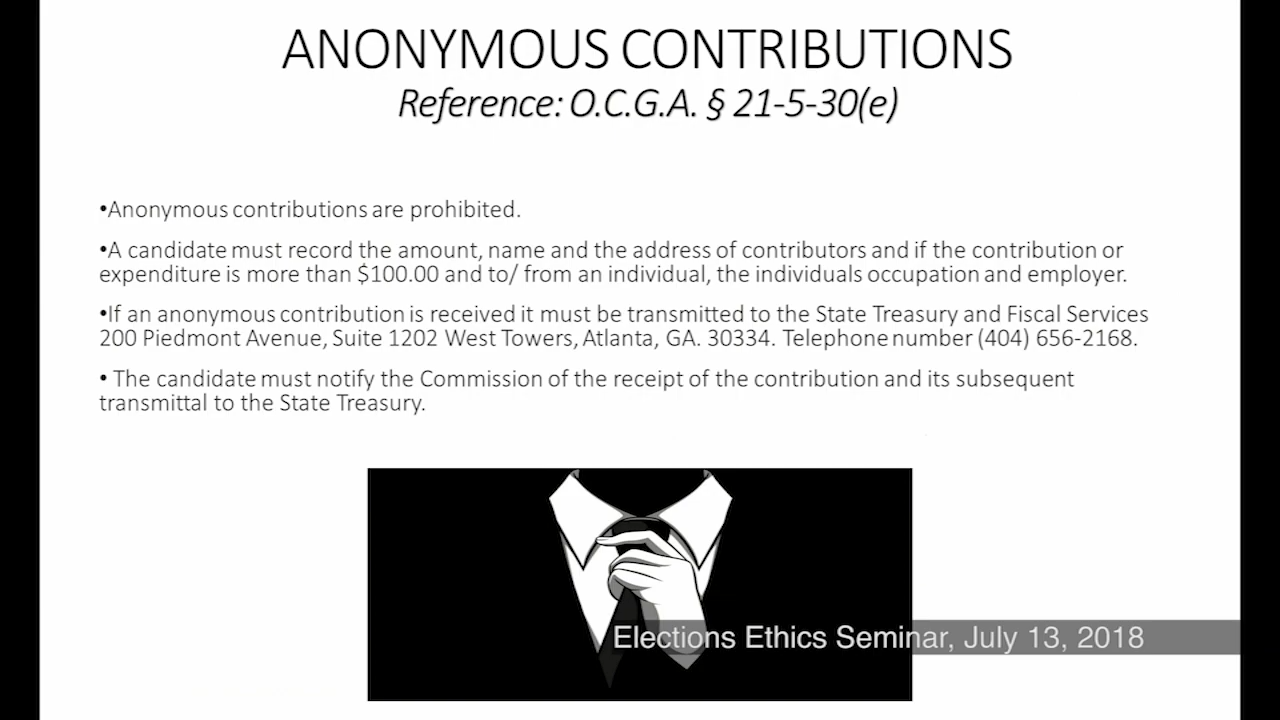 ANONYMOUS CONTRIBUTIONS
Reference: O.C.G.A. § 21-5-30(e)
•Anonymous contributions are prohibited.
•A candidate must record the amount, name and the address of contributors and if the contribution or
expenditure is more than $100.00 and to/ from an individual, the individuals occupation and employer.
•If an anonymous contribution is received it must be transmitted to the State Treasury and Fiscal Services
200 Piedmont Avenue, Suite 1202 West Towers, Atlanta, GA. 30334. Telephone number (404) 656-2168.
• The candidate must notify the Commission of the receipt of the contribution and its subsequent
transmittal to the State Treasury.
Elections Ethics Seminar, July 13, 2018